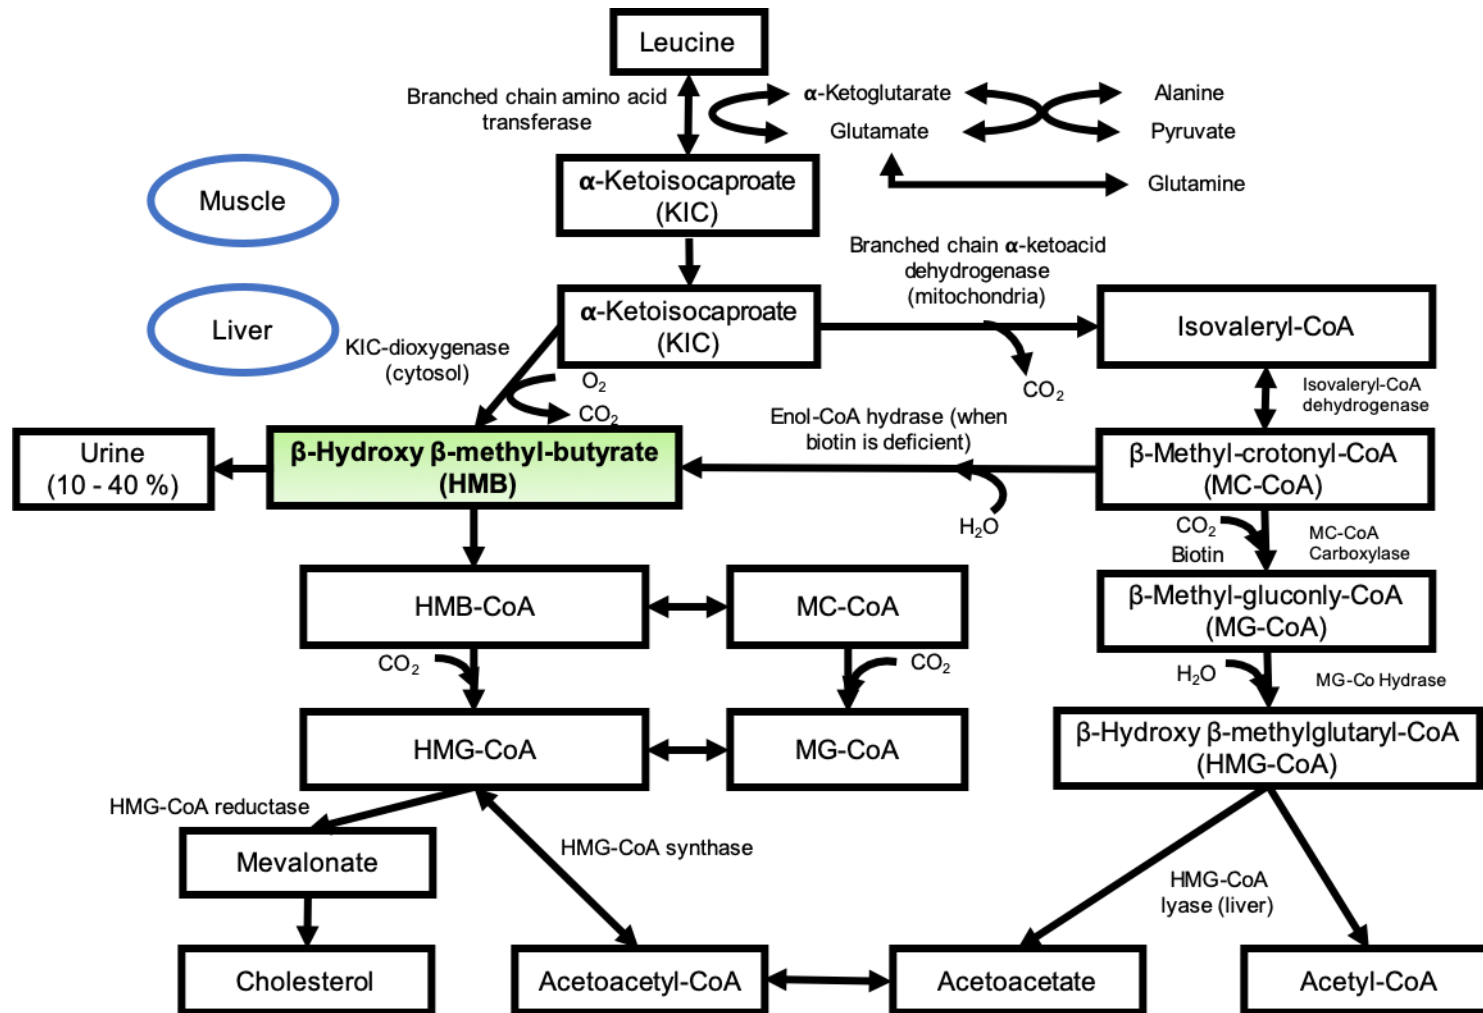 Leucine
Branched chain amino acid
transferase
α-Ketoglutarate
Alanine
Glutamate
Pyruvate
Glutamine
Muscle
α-Ketoisocaproate
(KIC)
Branched chain α-ketoacid
dehydrogenase
(mitochondria)
Liver
α-Ketoisocaproate
(KIC)
Isovaleryl-CoA
KIC-dioxygenase
(cytosol)
O₂
CO₂
CO₂
Isovaleryl-CoA
dehydrogenase
Enol-CoA hydrase (when
biotin is deficient)
Urine
(10 - 40 %)
β-Hydroxy β-methyl-butyrate
(HMB)
β-Methyl-crotonyl-CoA
(MC-CoA)
H₂O
CO₂
Biotin
MC-CoA
Carboxylase
HMB-CoA
MC-CoA
β-Methyl-gluconly-CoA
(MG-CoA)
CO₂
CO₂
H₂O
MG-Co Hydrase
HMG-CoA
MG-CoA
β-Hydroxy β-methylglutaryl-CoA
(HMG-CoA)
HMG-CoA reductase
Mevalonate
HMG-CoA synthase
HMG-CoA
lyase (liver)
Cholesterol
Acetoacetyl-CoA
Acetoacetate
Acetyl-CoA